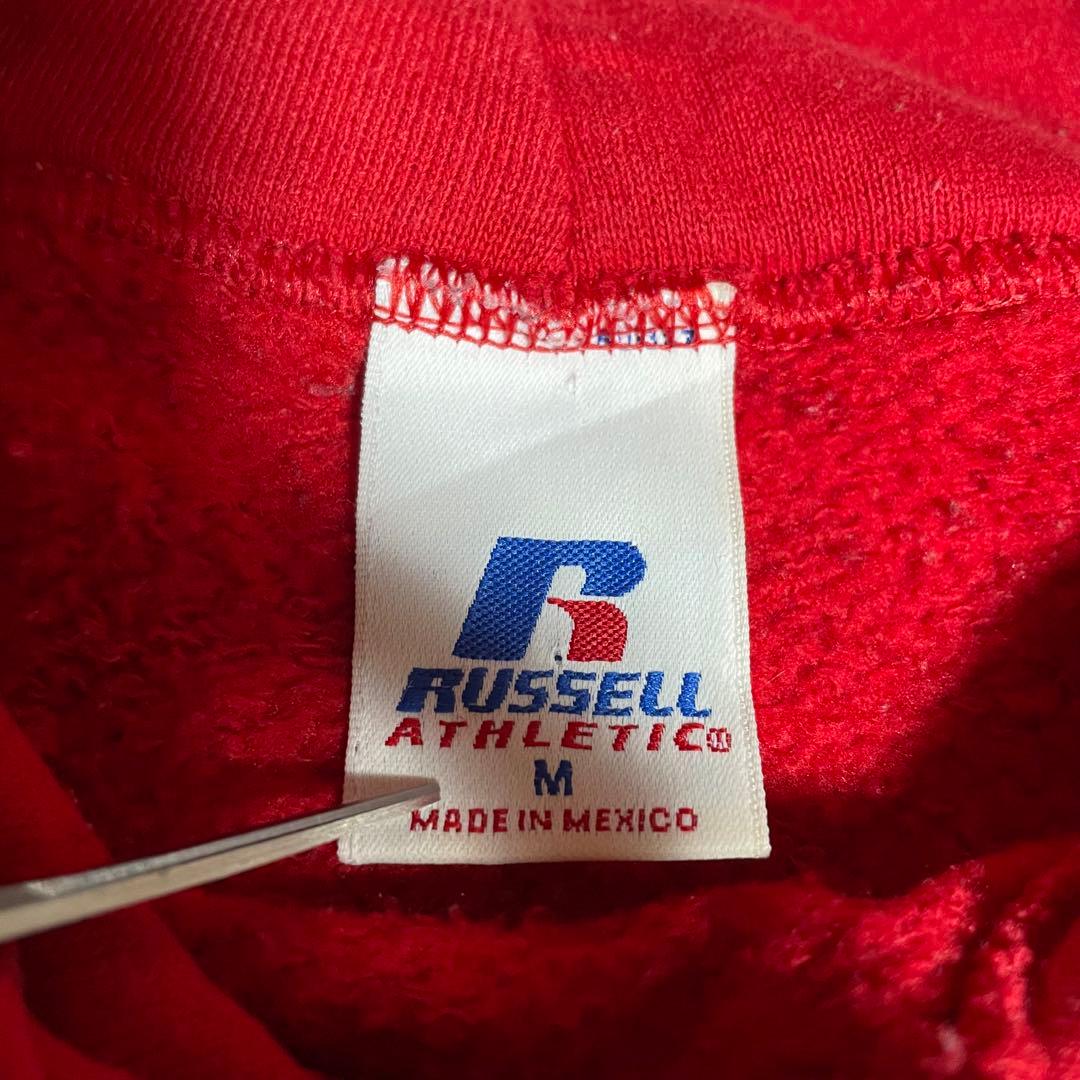 R
RUSSELL
ATHLETIC®
M
MADE IN MEXICO